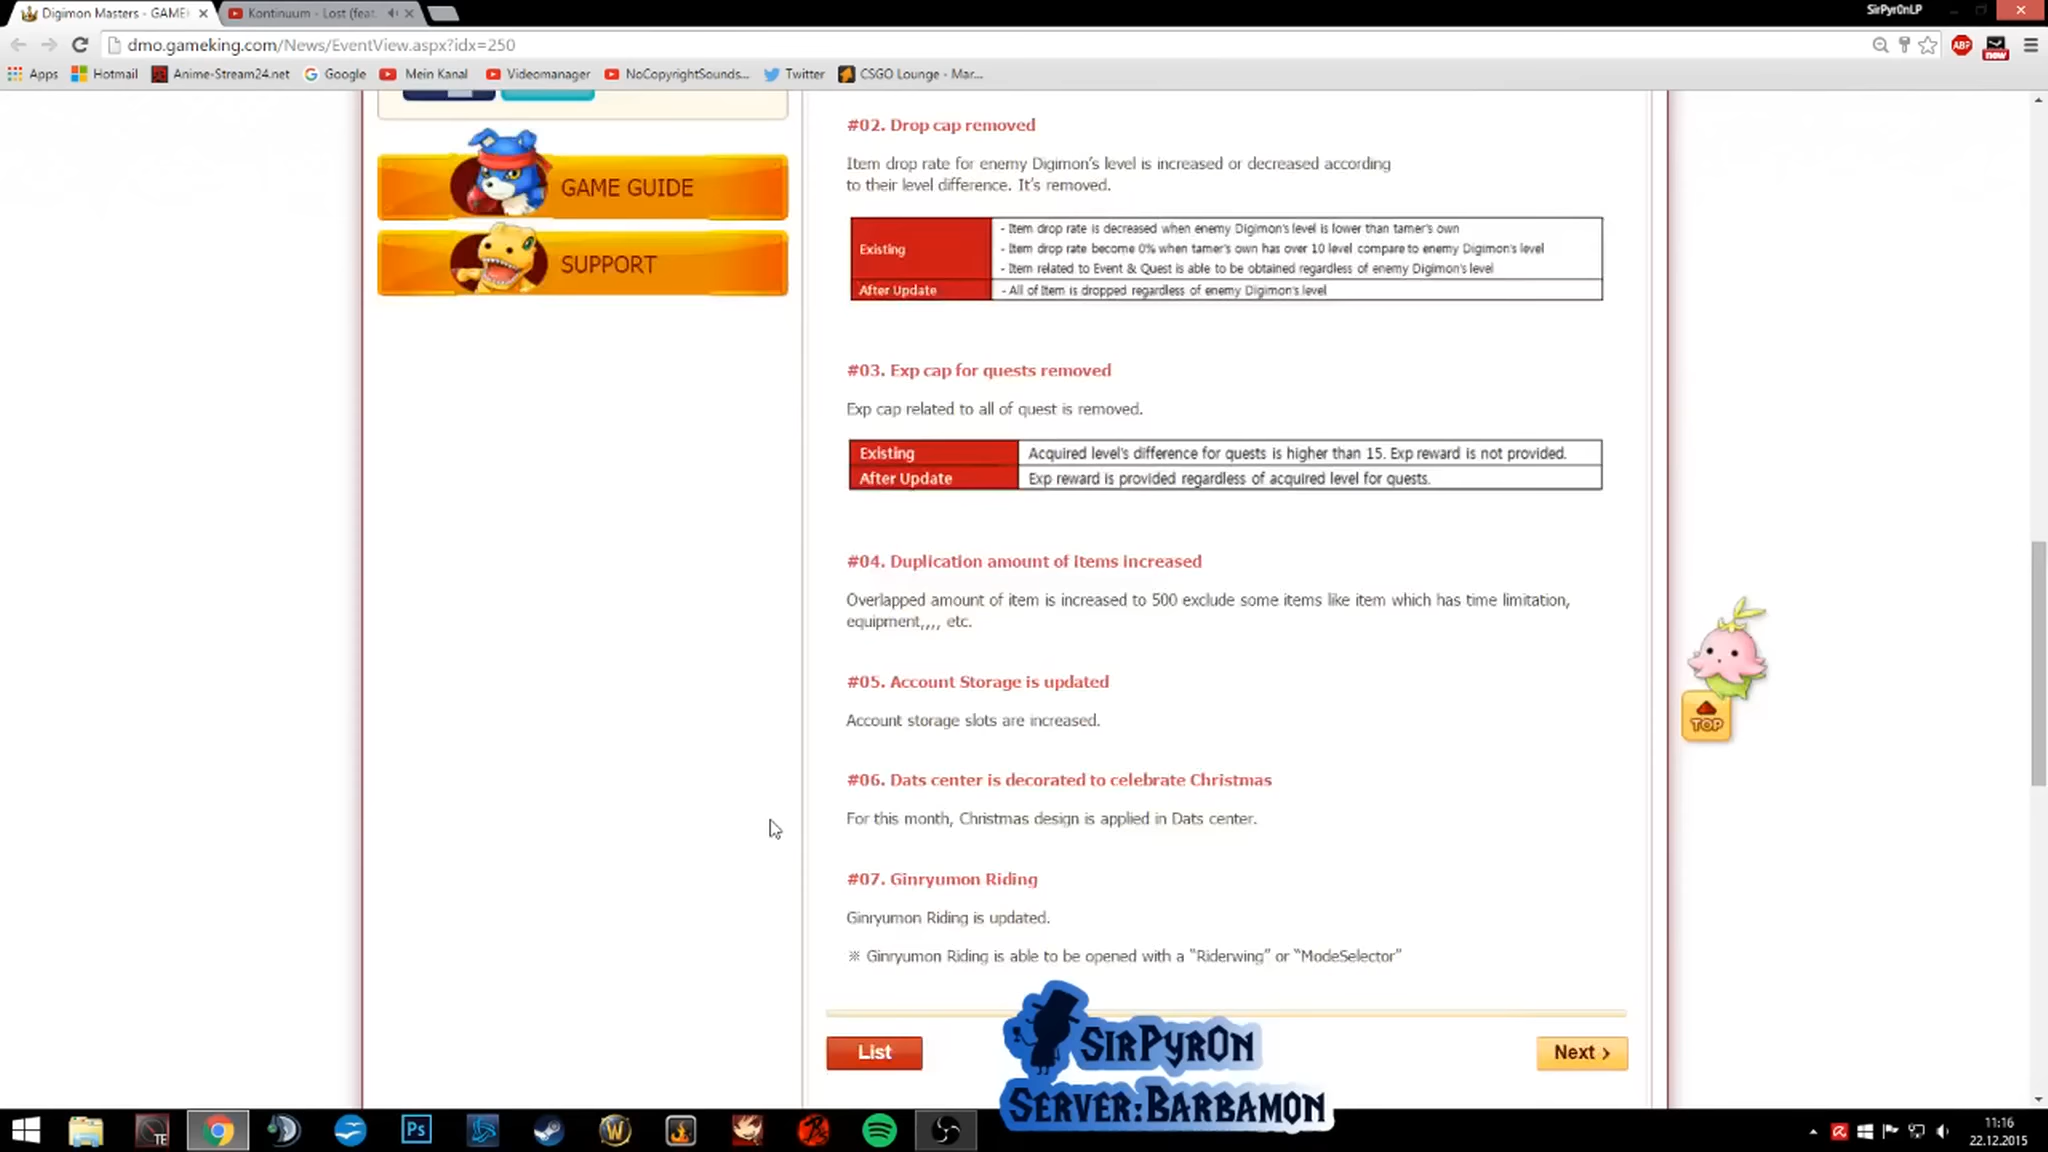 Digimon Masters - GAMEK
Kontinuum - Lost (feat.
SirPyr0nLP
dmo.gameking.com/News/EventView.aspx?idx=250
ABP
new
Apps
Hotmail
Anime-Stream24.net
Google
Mein Kanal
Videomanager
NoCopyrightSounds...
Twitter
CSGO Lounge - Mar...
GAME GUIDE
SUPPORT
#02. Drop cap removed
Item drop rate for enemy Digimon's level is increased or decreased according
to their level difference. It's removed.
Existing
- Item drop rate is decreased when enemy Digimon's level is lower than tamer's own
- Item drop rate become 0% when tamer's own has over 10 level compare to enemy Digimon's level
- Item related to Event & Quest is able to be obtained regardless of enemy Digimon's level
After Update
- All of Item is dropped regardless of enemy Digimon's level
#03. Exp cap for quests removed
Exp cap related to all of quest is removed.
Existing
Acquired level's difference for quests is higher than 15. Exp reward is not provided.
After Update
Exp reward is provided regardless of acquired level for quests.
#04. Duplication amount of items increased
Overlapped amount of item is increased to 500 exclude some items like item which has time limitation,
equipment,,,, etc.
#05. Account Storage is updated
Account storage slots are increased.
#06. Dats center is decorated to celebrate Christmas
For this month, Christmas design is applied in Dats center.
#07. Ginryumon Riding
Ginryumon Riding is updated.
※ Ginryumon Riding is able to be opened with a "Riderwing" or "ModeSelector"
TOP
List
Next ›
SirPyr0n
Server:Barbamon
TE
Ps
W
11:16
22.12.2015